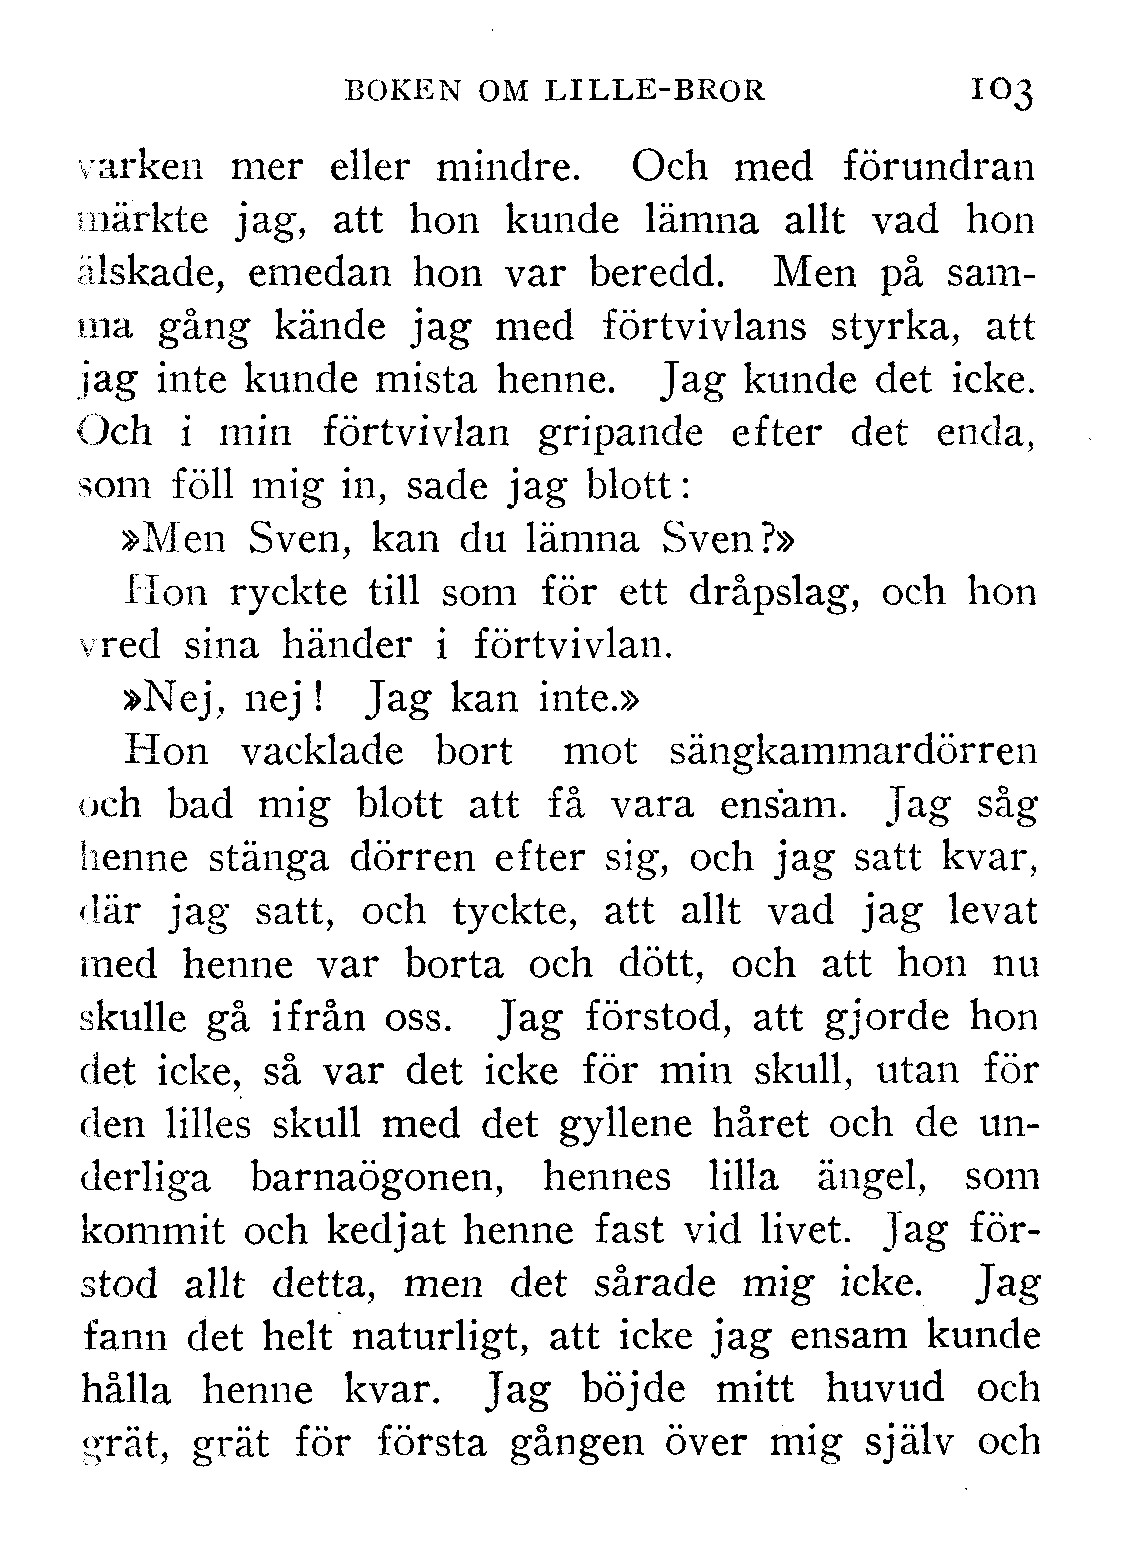 BOKEN OM LILLE-BROR 103
varken mer eller mindre. Och med förundran
märkte jag, att hon kunde lämna allt vad hon
älskade, emedan hon var beredd. Men på sam-
ma gång kände jag med förtvivlans styrka, att
jag inte kunde mista henne. Jag kunde det icke.
Och i min förtvivlan gripande efter det enda,
som föll mig in, sade jag blott:
»Men Sven, kan du lämna Sven?»
Hon ryckte till som för ett dråpslag, och hon
vred sina händer i förtvivlan.
»Nej, nej! Jag kan inte.»
Hon vacklade bort mot sängkammardörren
och bad mig blott att få vara ensam. Jag såg
henne stänga dörren efter sig, och jag satt kvar,
där jag satt, och tyckte, att allt vad jag levat
med henne var borta och dött, och att hon nu
skulle gå ifrån oss. Jag förstod, att gjorde hon
det icke, så var det icke för min skull, utan för
den lilles skull med det gyllene håret och de un-
derliga barnaögonen, hennes lilla ängel, som
kommit och kedjat henne fast vid livet. Jag för-
stod allt detta, men det sårade mig icke. Jag
fann det helt naturligt, att icke jag ensam kunde
hålla henne kvar. Jag böjde mitt huvud och
grät, grät för första gången över mig själv och